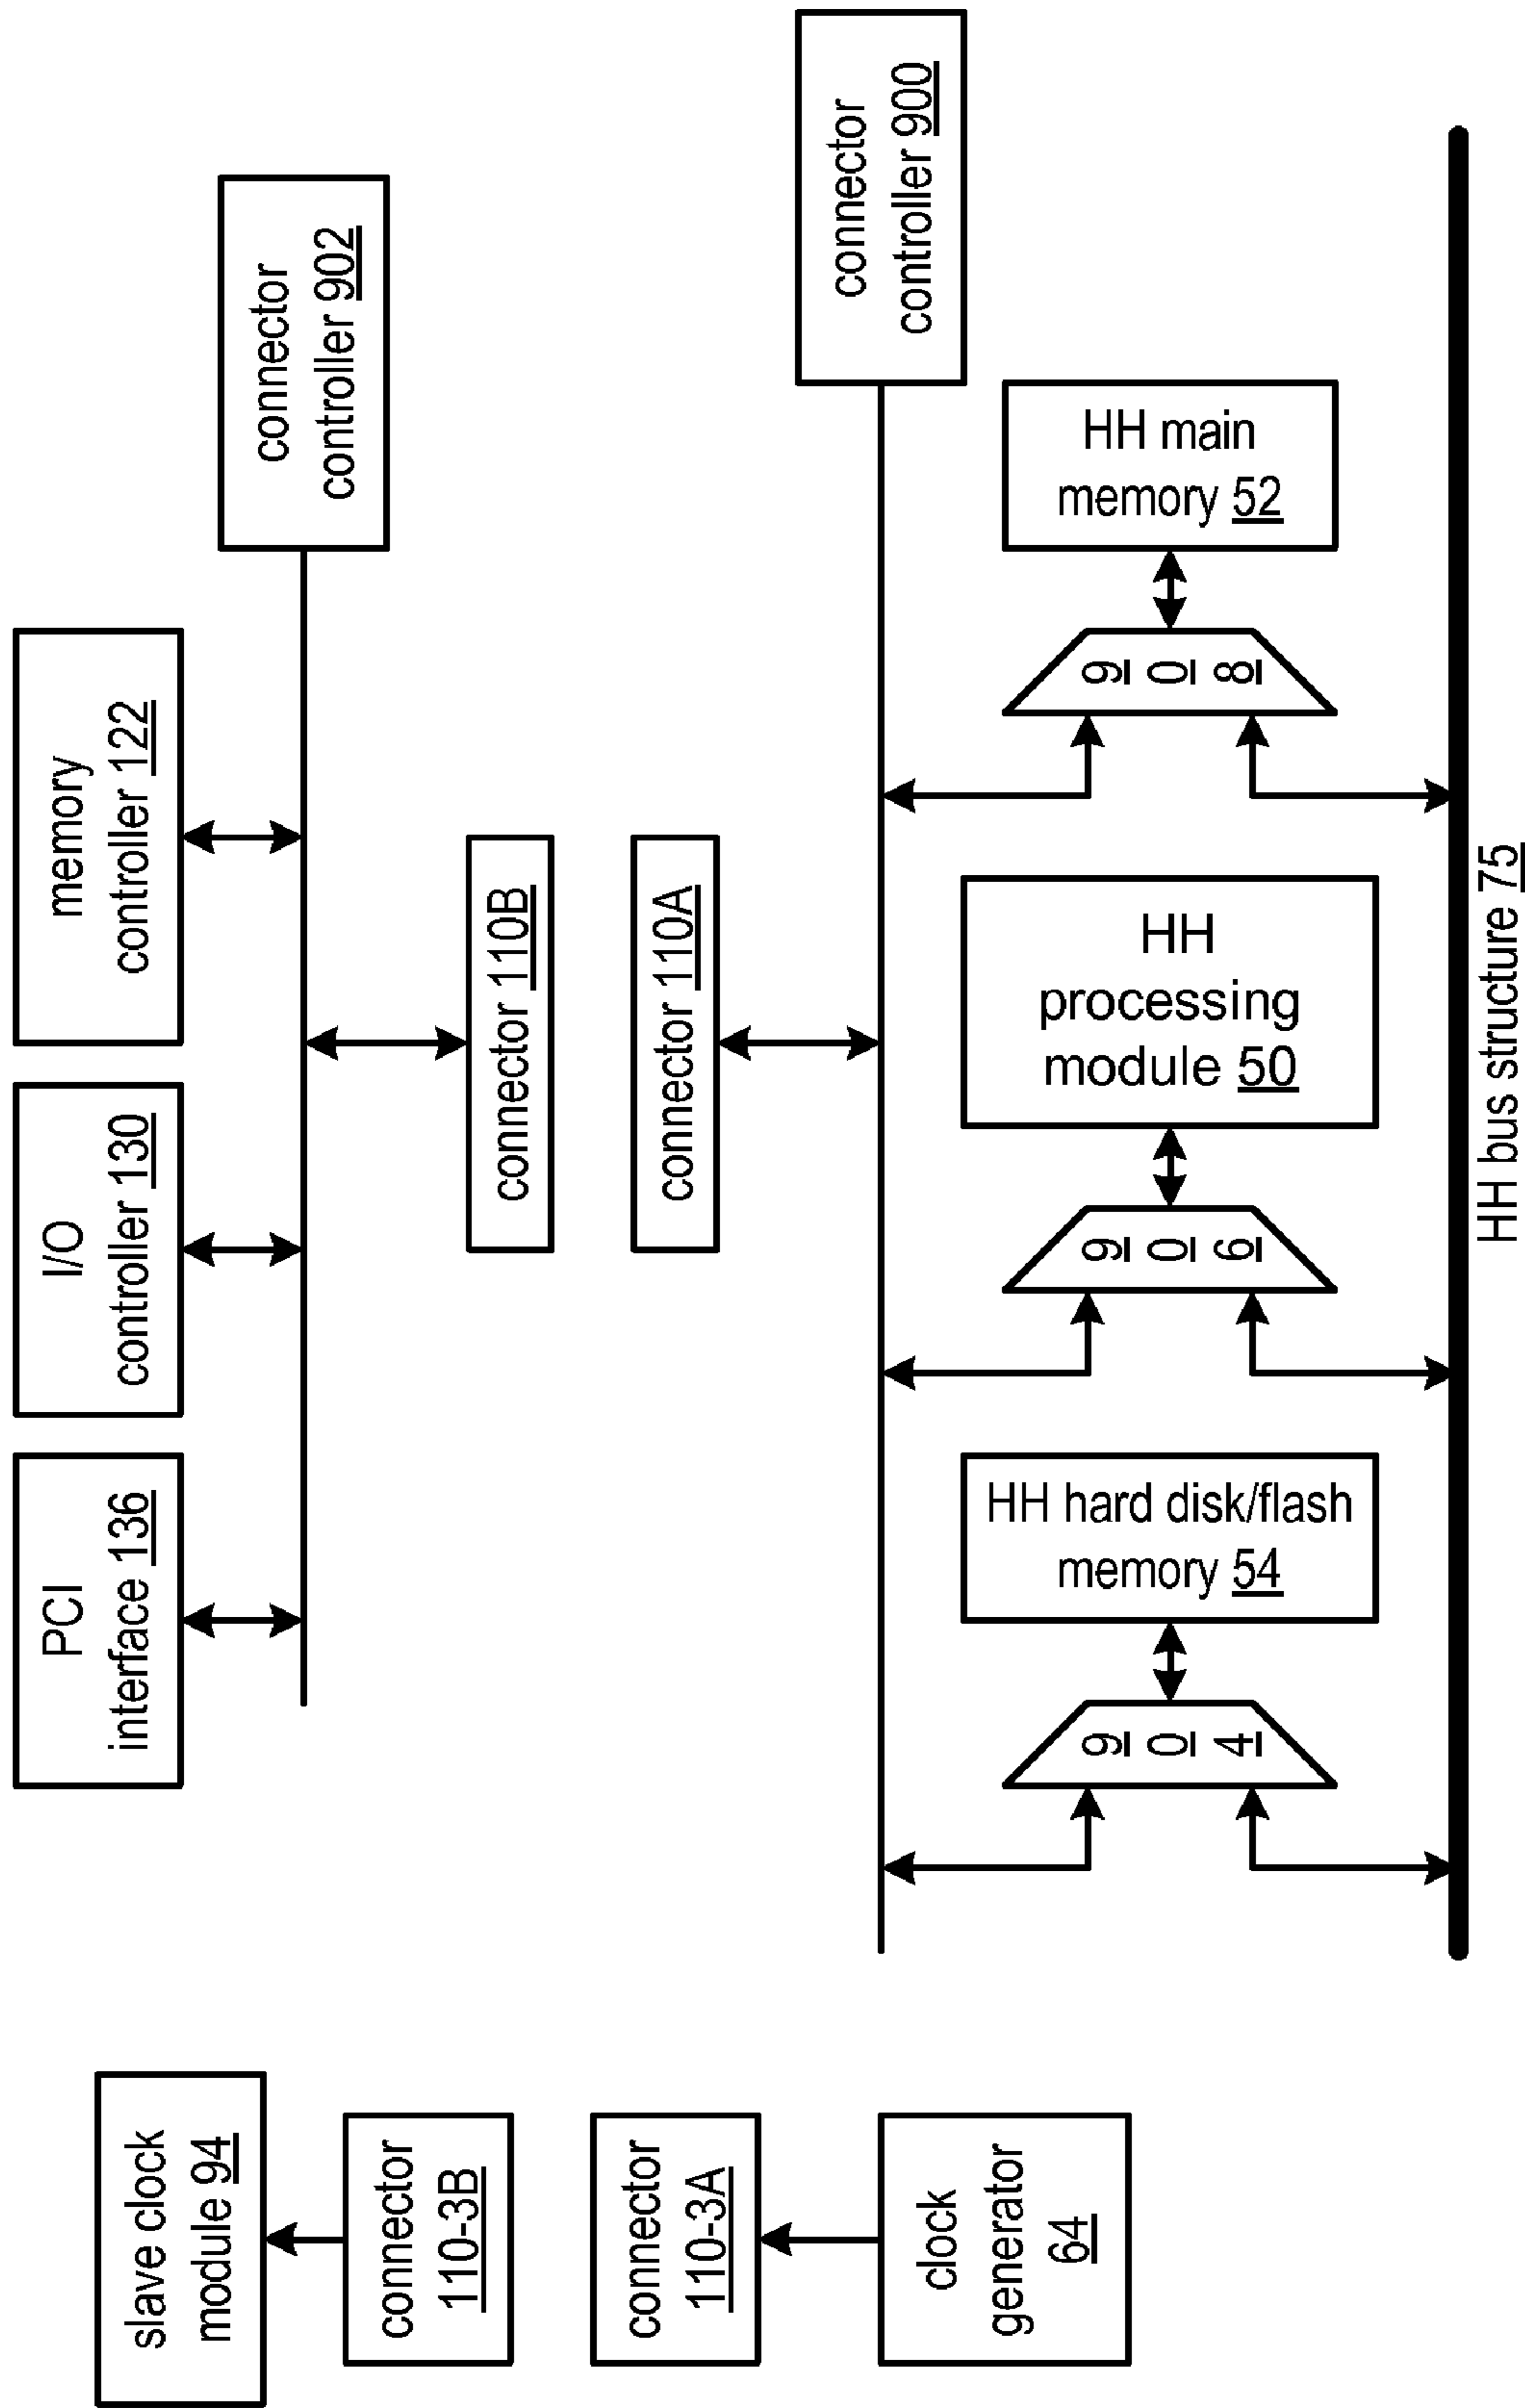 slave clock
module 94
connector
110-3B
connector
110-3A
clock
generator
64
PCI
interface 136
I/O
controller 130
memory
controller 122
connector
controller 902
connector 110B
connector 110A
connector
controller 900
904
HH hard disk/flash
memory 54
906
HH
processing
module 50
908
HH main
memory 52
HH bus structure 75